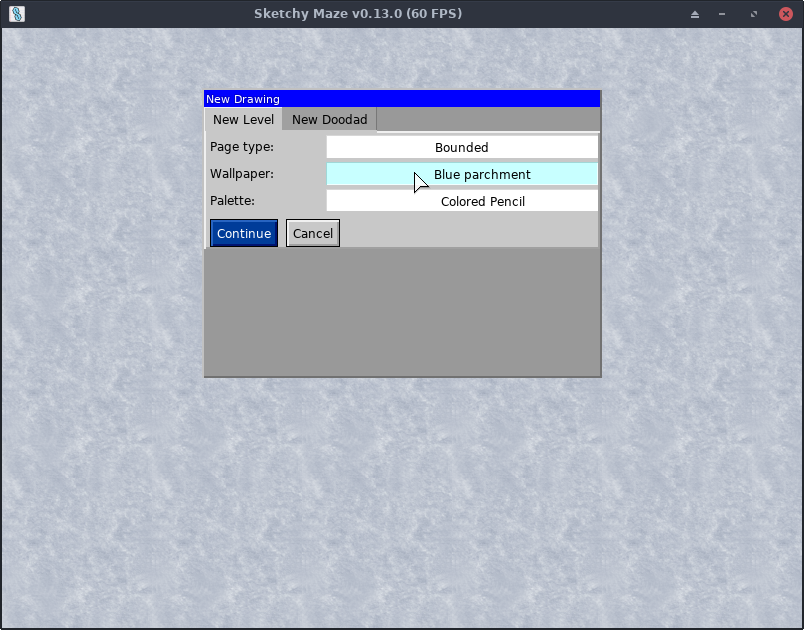 Sketchy Maze v0.13.0 (60 FPS)
New Drawing
New Level New Doodad
Page type: Bounded
Wallpaper: Blue parchment
Palette: Colored Pencil
Continue Cancel